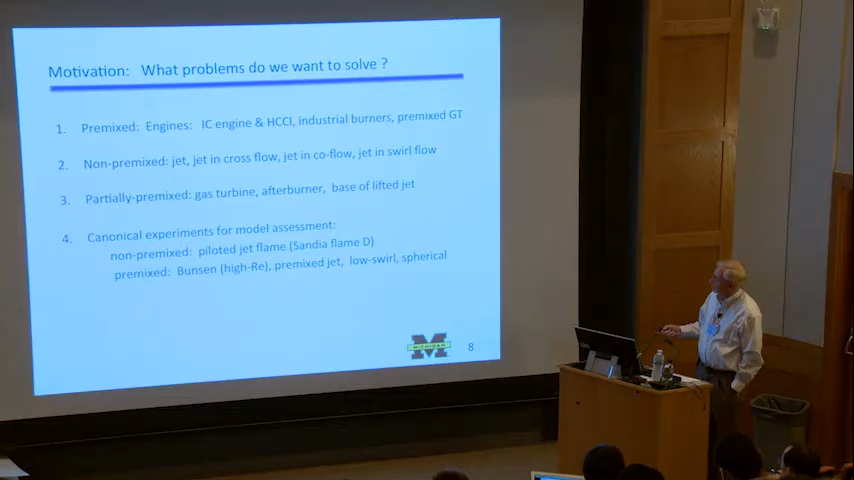 Motivation: What problems do we want to solve ?
1. Premixed: Engines: IC engine & HCCI, industrial burners, premixed GT
2. Non-premixed: jet, jet in cross flow, jet in co-flow, jet in swirl flow
3. Partially-premixed: gas turbine, afterburner, base of lifted jet
4. Canonical experiments for model assessment:
non-premixed: piloted jet flame (Sandia flame D)
premixed: Bunsen (high-Re), premixed jet, low-swirl, spherical
M
MICHIGAN
8